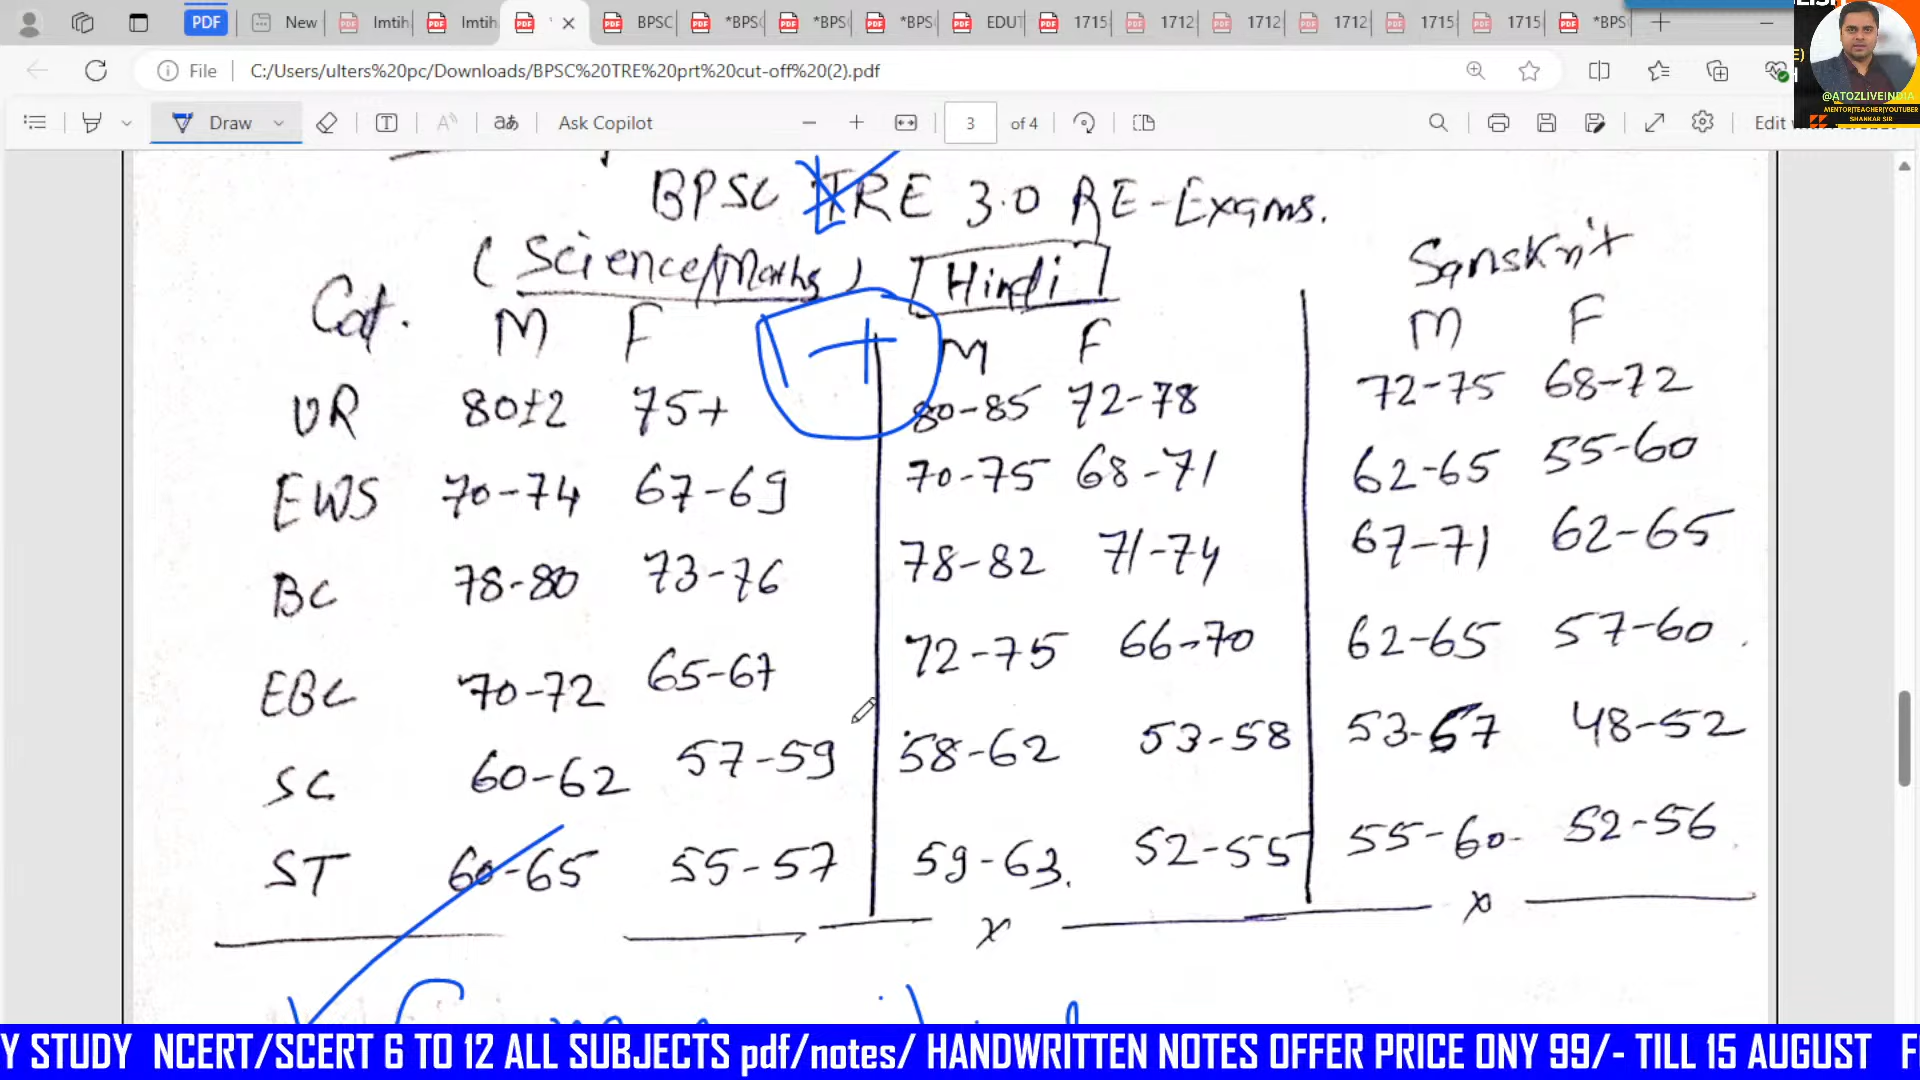 PDF New Imtih Imtih BPSC *BPSC *BPS *BPS EDUT 1715 1712 1712 1712 1715 1715 *BPS
File C:/Users/ulters%20pc/Downloads/BPSC%20TRE%20prt%20cut-off%20(2).pdf
@ATOZLIVEINDIA
MENTOR|TEACHER|YOUTUBER
SHANKAR SIR
Draw Ask Copilot 3 of 4
BPSC TRE 3.0 RE-Exams.
(Science/Maths) Hindi Sanskrit
Cat. M F M F M F
UR 80±2 75+ 80-85 72-78 72-75 68-72
EWS 70-74 67-69 70-75 68-71 62-65 55-60
BC 78-80 73-76 78-82 71-74 67-71 62-65
EBC 70-72 65-67 72-75 66-70 62-65 57-60
SC 60-62 57-59 58-62 53-58 53-57 48-52
ST 60-65 55-57 59-63. 52-55 55-60- 52-56
x x
Y STUDY NCERT/SCERT 6 TO 12 ALL SUBJECTS pdf/notes/ HANDWRITTEN NOTES OFFER PRICE ONY 99/- TILL 15 AUGUST F